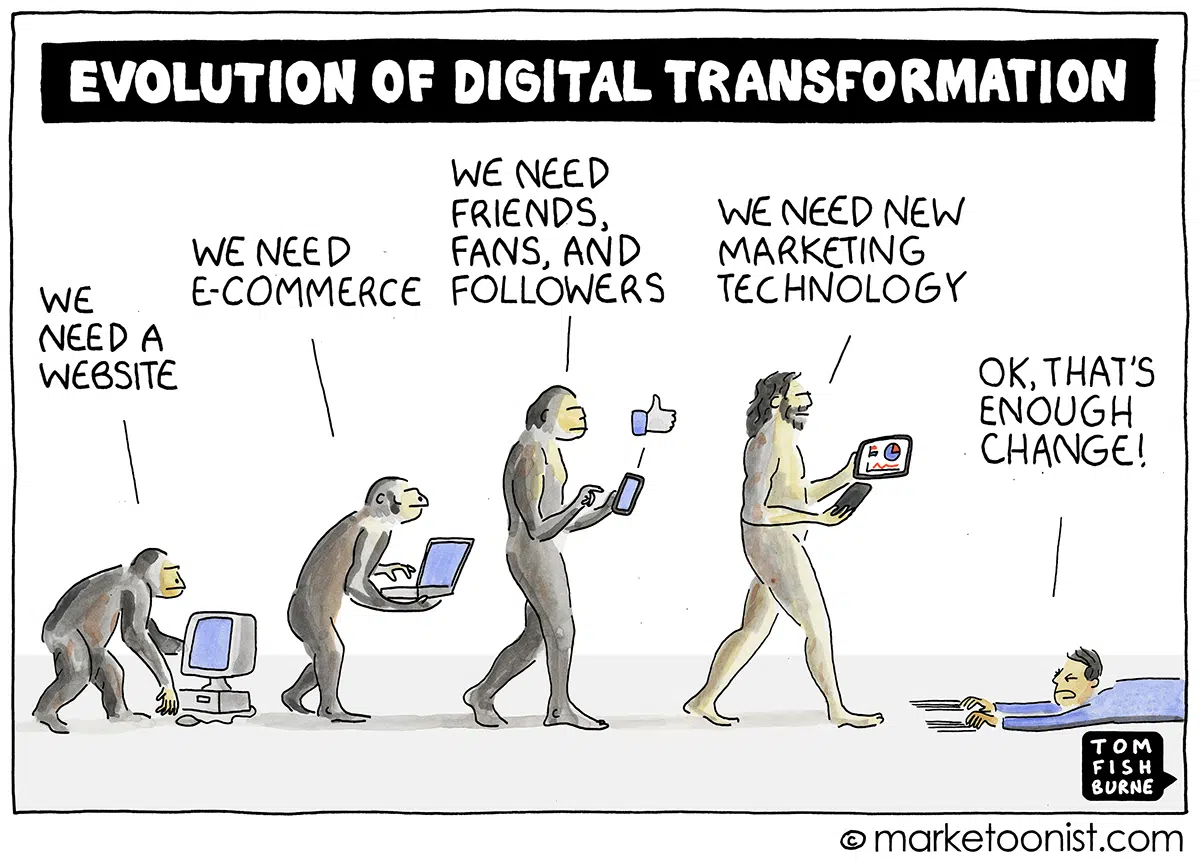 EVOLUTION OF DIGITAL TRANSFORMATION
WE
NEED A
WEBSITE
WE NEED
E-COMMERCE
WE NEED
FRIENDS,
FANS, AND
FOLLOWERS
WE NEED NEW
MARKETING
TECHNOLOGY
OK, THAT'S
ENOUGH
CHANGE!
TOM
FISH
BURNE
© marketoonist.com